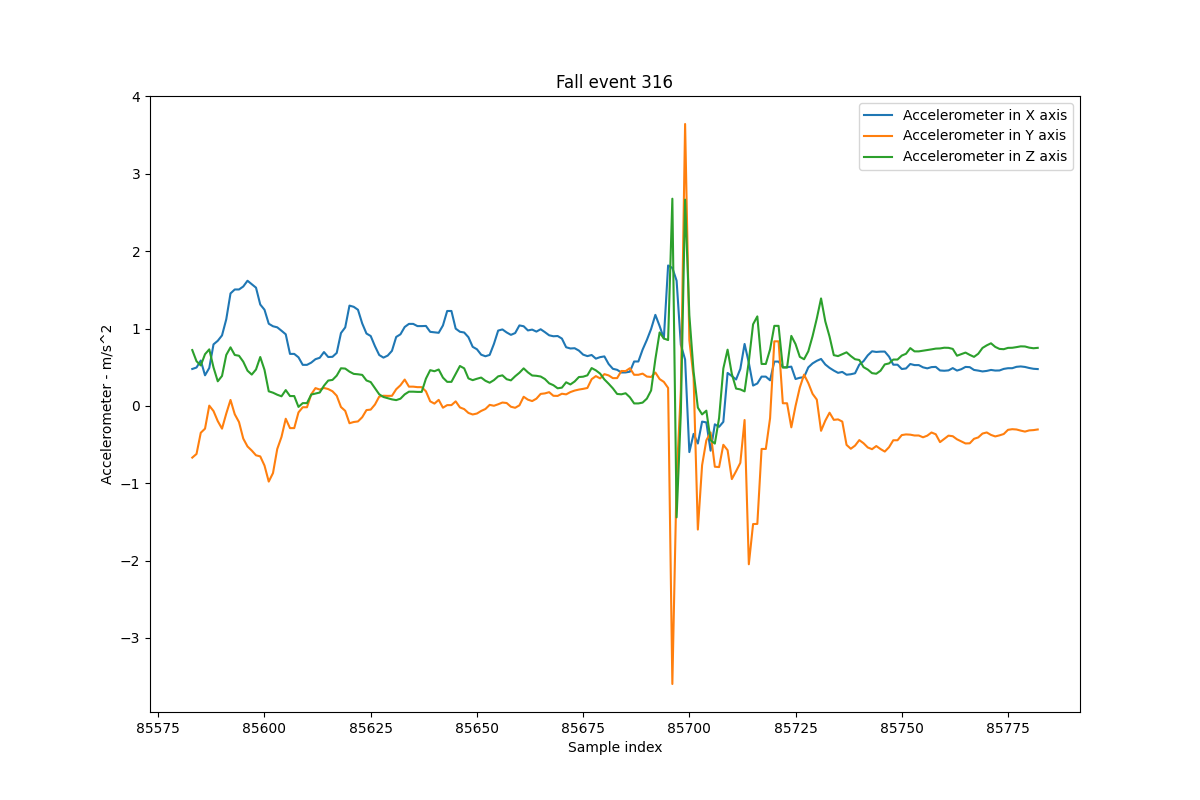 Fall event 316
Accelerometer in X axis
Accelerometer in Y axis
Accelerometer in Z axis
Accelerometer - m/s^2
4
3
2
1
0
−1
−2
−3
85575 85600 85625 85650 85675 85700 85725 85750 85775
Sample index